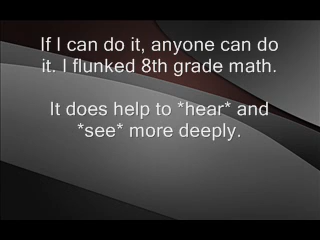 If I can do it, anyone can do
it. I flunked 8th grade math.
It does help to *hear* and
*see* more deeply.